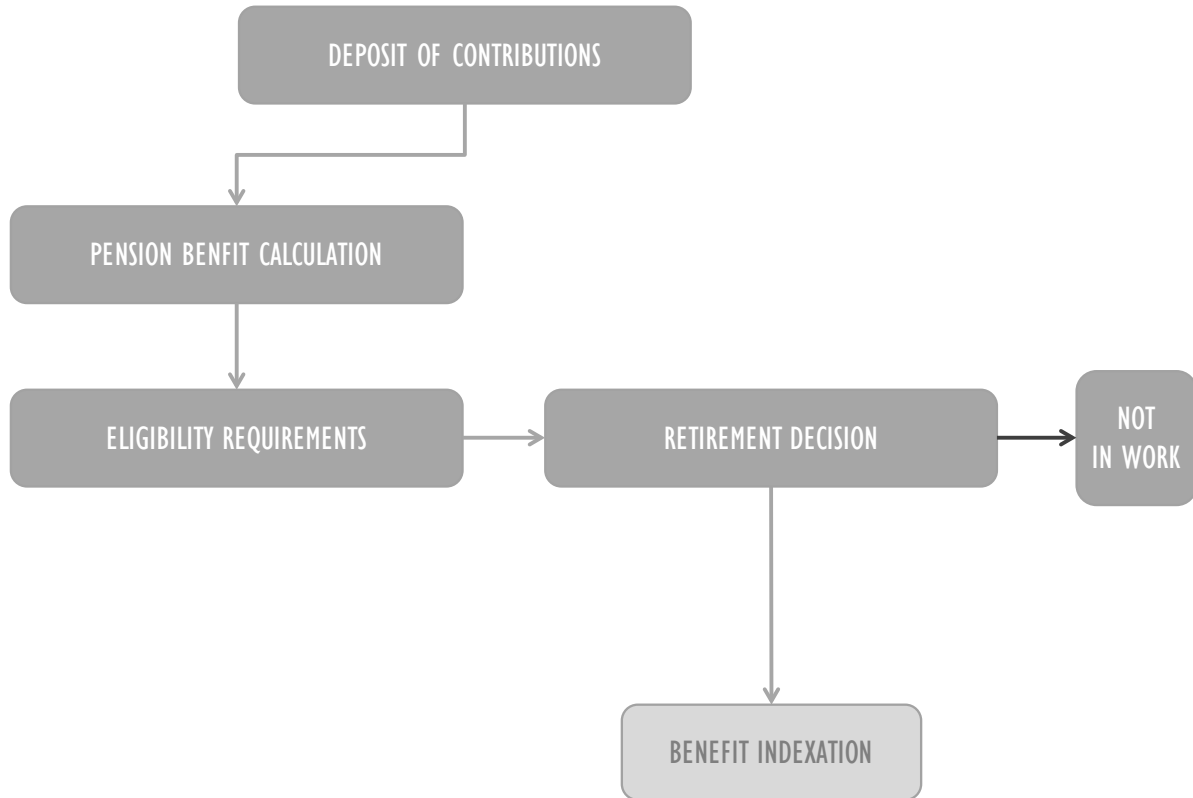 DEPOSIT OF CONTRIBUTIONS
PENSION BENFIT CALCULATION
ELIGIBILITY REQUIREMENTS
RETIREMENT DECISION
NOT
IN WORK
BENEFIT INDEXATION